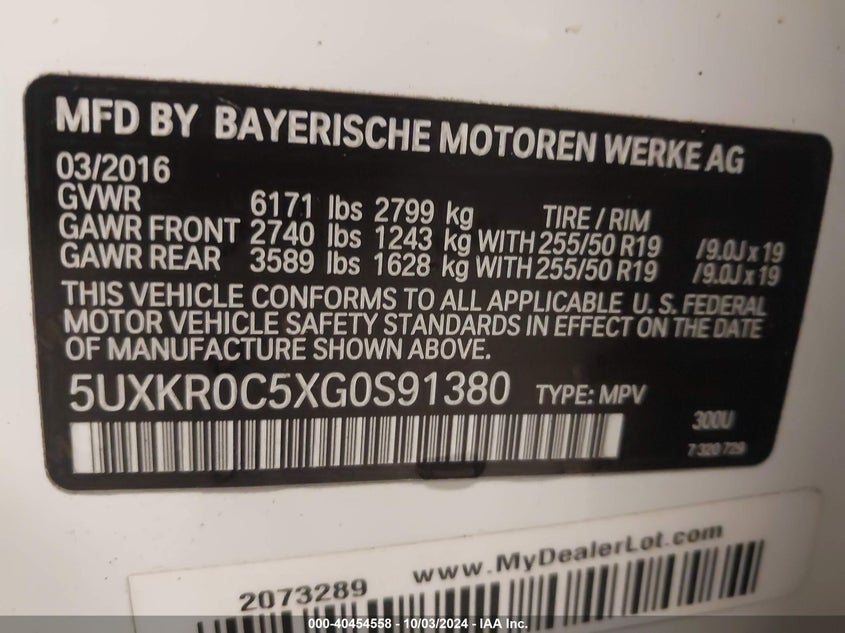 MFD BY BAYERISCHE MOTOREN WERKE AG
03/2016
GVWR 6171 lbs 2799 kg TIRE / RIM
GAWR FRONT 2740 lbs 1243 kg WITH 255/50 R19 /9.0J x 19
GAWR REAR 3589 lbs 1628 kg WITH 255/50 R19 /9.0J x 19
THIS VEHICLE CONFORMS TO ALL APPLICABLE U. S. FEDERAL
MOTOR VEHICLE SAFETY STANDARDS IN EFFECT ON THE DATE
OF MANUFACTURE SHOWN ABOVE.
5UXKR0C5XG0S91380 TYPE: MPV
300U
7 320 729
2073289 www.MyDealerLot.com
000-40454558 - 10/03/2024 - IAA Inc.